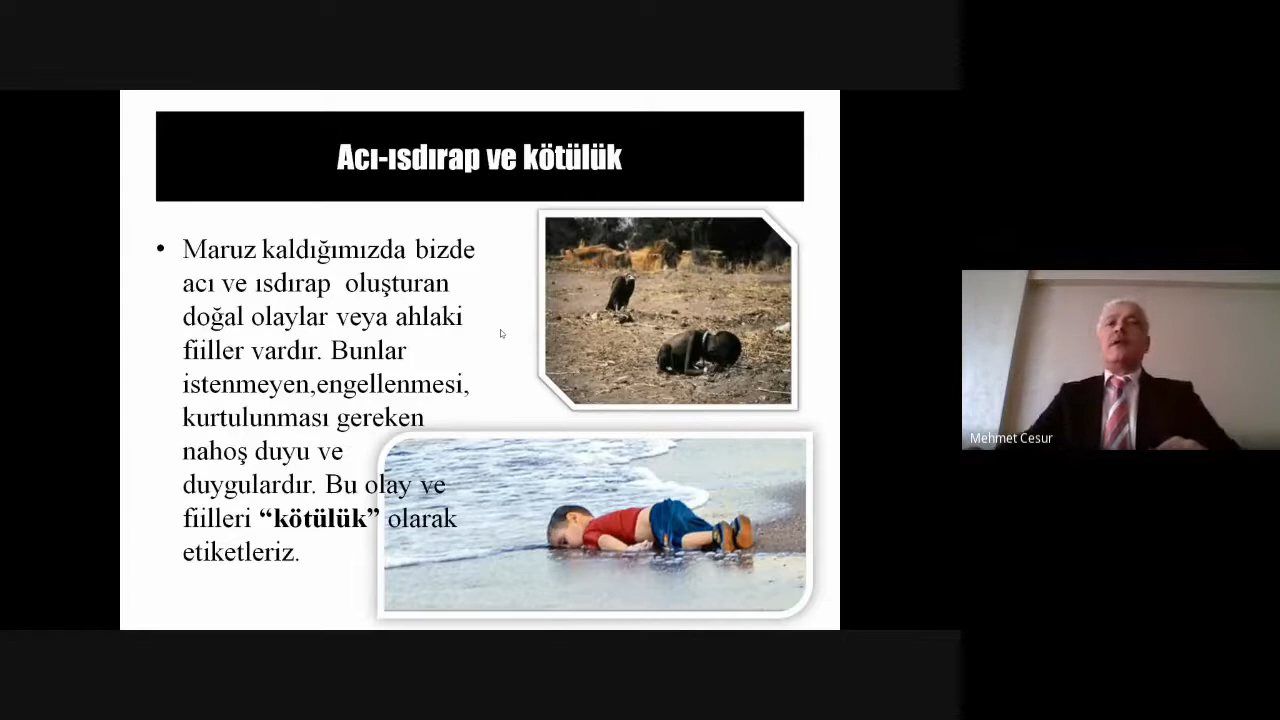 Acı-ısdırap ve kötülük
• Maruz kaldığımızda bizde
acı ve ısdırap oluşturan
doğal olaylar veya ahlaki
fiiller vardır. Bunlar
istenmeyen,engellenmesi,
kurtulunması gereken
nahoş duyu ve
duygulardır. Bu olay ve
fiilleri “kötülük” olarak
etiketleriz.
Mehmet Cesur